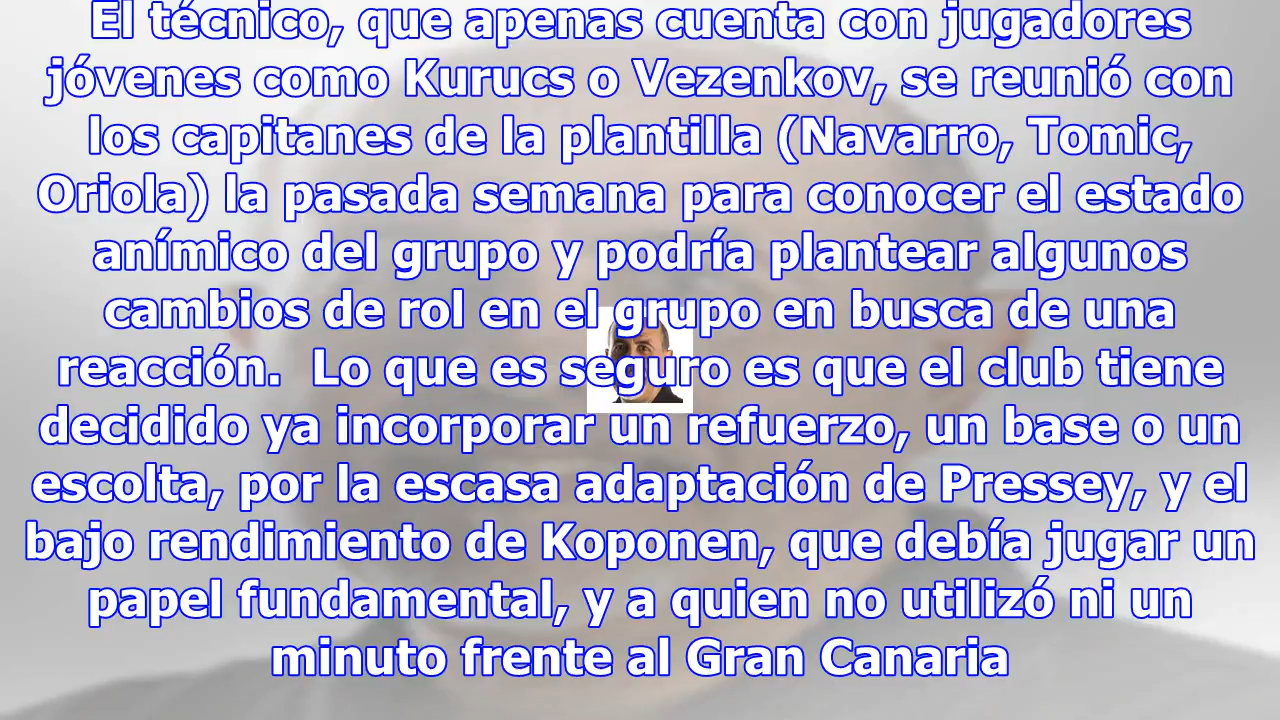 El técnico, que apenas cuenta con jugadores
jóvenes como Kurucs o Vezenkov, se reunió con
los capitanes de la plantilla (Navarro, Tomic,
Oriola) la pasada semana para conocer el estado
anímico del grupo y podría plantear algunos
cambios de rol en el grupo en busca de una
reacción.  Lo que es seguro es que el club tiene
decidido ya incorporar un refuerzo, un base o un
escolta, por la escasa adaptación de Pressey, y el
bajo rendimiento de Koponen, que debía jugar un
papel fundamental, y a quien no utilizó ni un
minuto frente al Gran Canaria